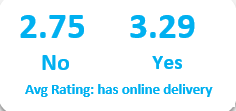 2.75 3.29
No Yes
Avg Rating: has online delivery